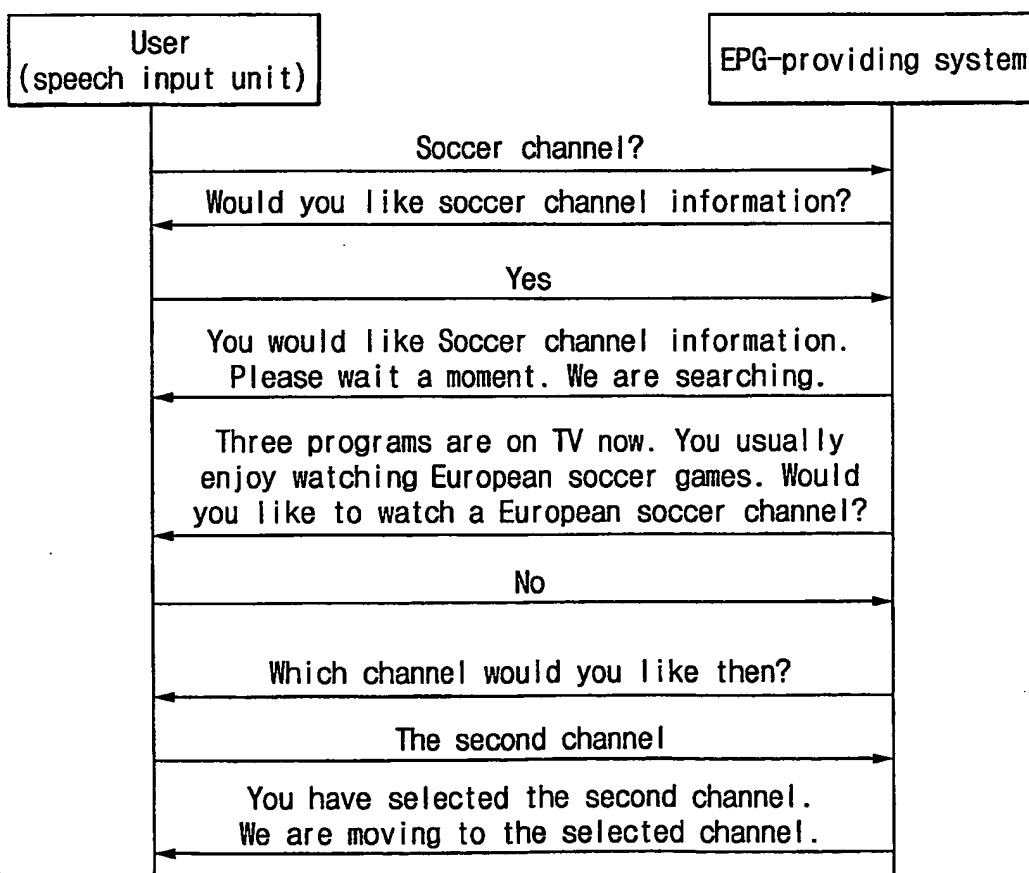 User
(speech input unit)
EPG-providing system
Soccer channel?
Would you like soccer channel information?
Yes
You would like Soccer channel information.
Please wait a moment. We are searching.
Three programs are on TV now. You usually
enjoy watching European soccer games. Would
you like to watch a European soccer channel?
No
Which channel would you like then?
The second channel
You have selected the second channel.
We are moving to the selected channel.